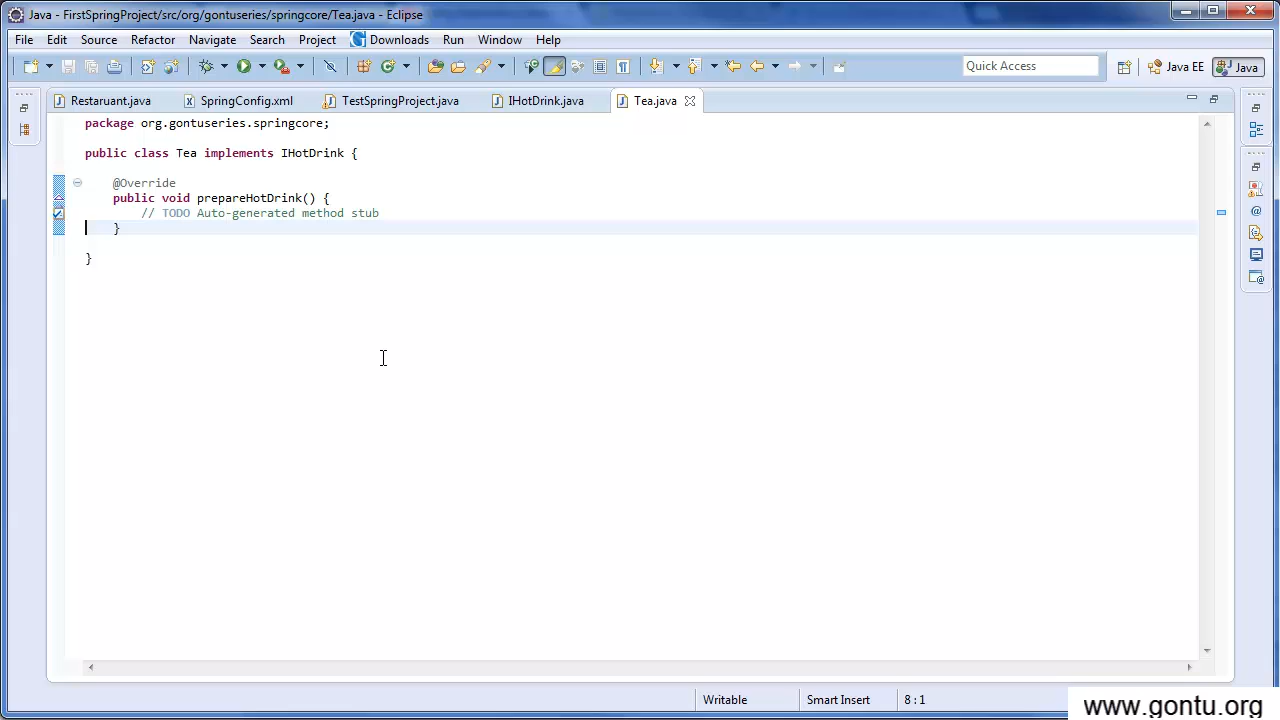 Java - FirstSpringProject/src/org/gontuseries/springcore/Tea.java - Eclipse
File Edit Source Refactor Navigate Search Project Downloads Run Window Help
Quick Access Java EE Java
Restaruant.java SpringConfig.xml TestSpringProject.java IHotDrink.java Tea.java
package org.gontuseries.springcore;
public class Tea implements IHotDrink {
@Override
public void prepareHotDrink() {
// TODO Auto-generated method stub
}
}
Writable Smart Insert 8 : 1
www.gontu.org